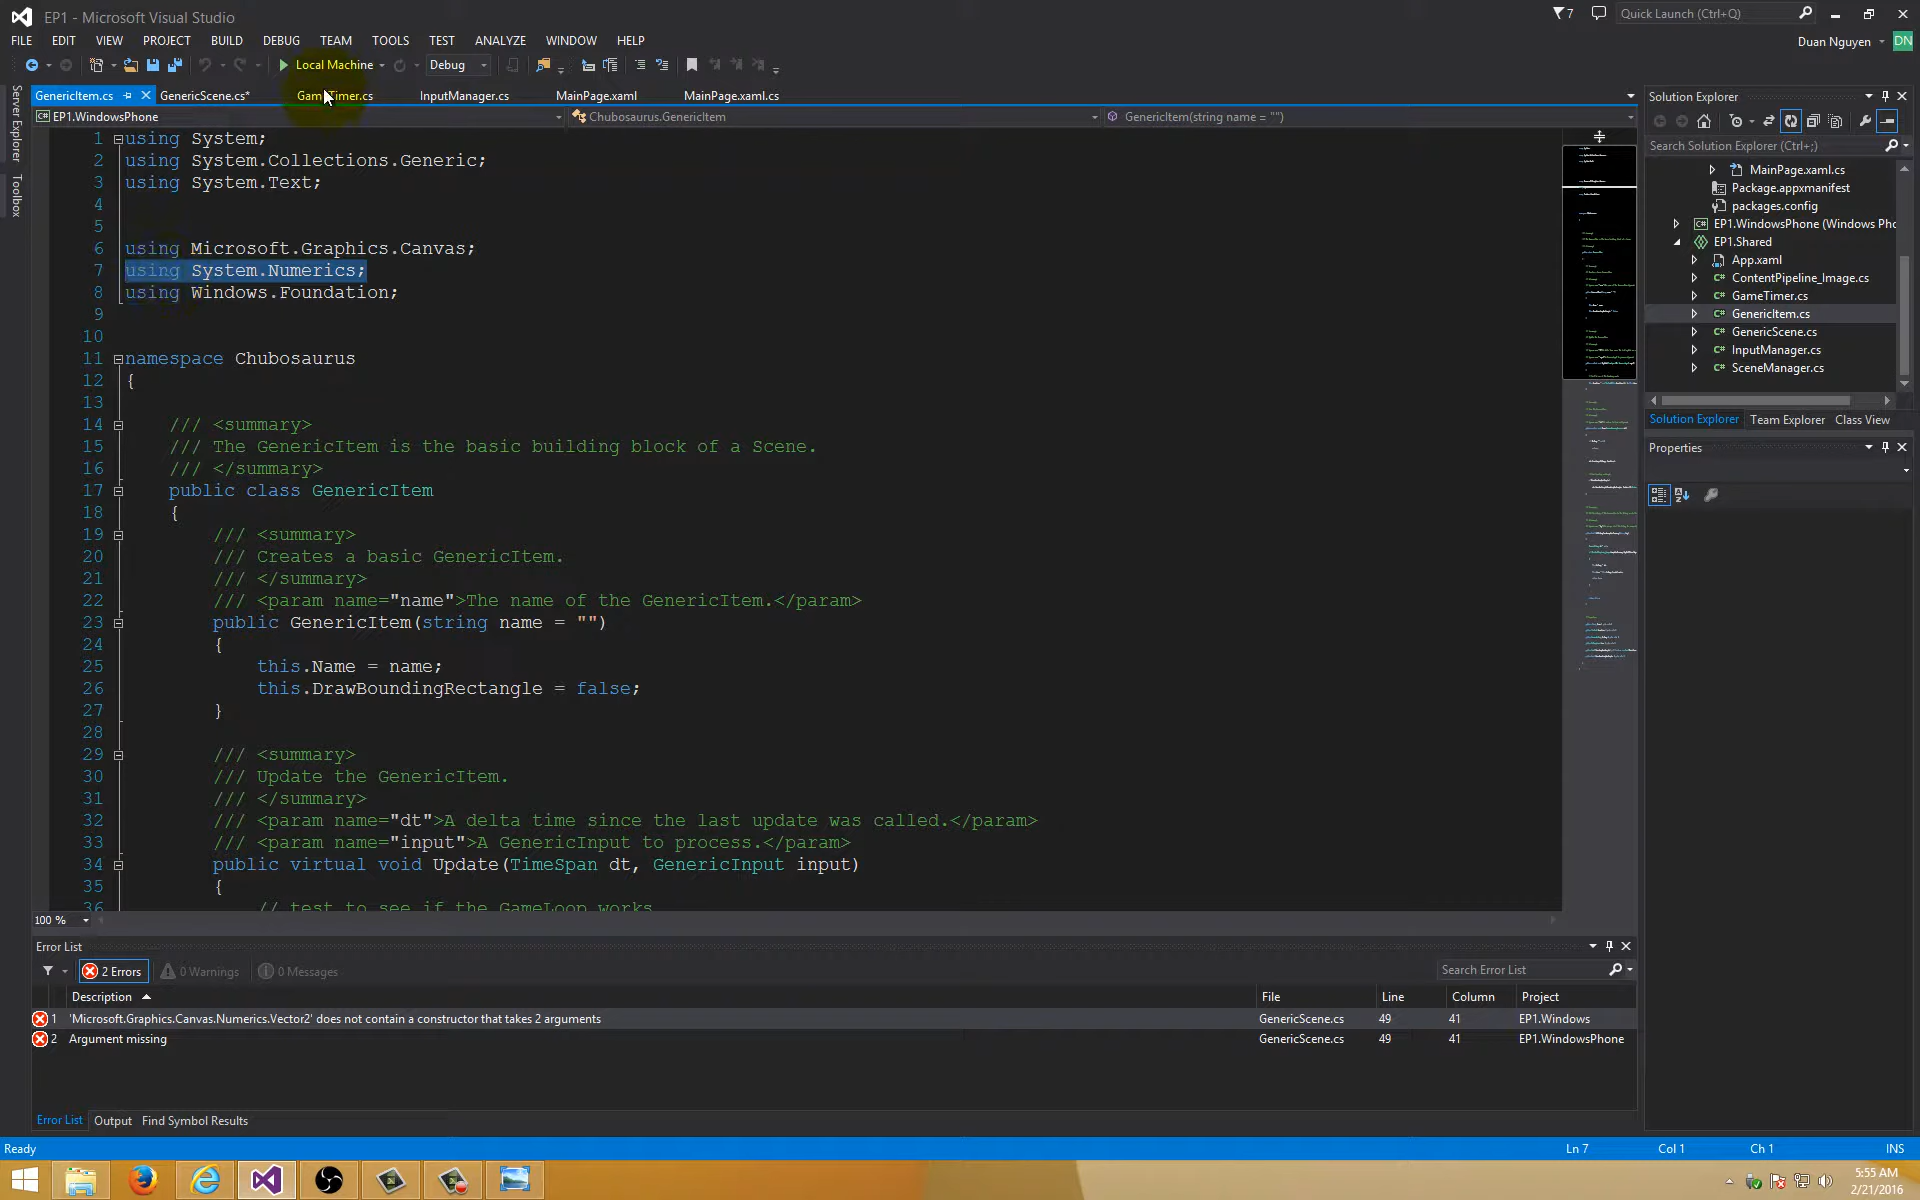 EP1 - Microsoft Visual Studio
7
Quick Launch (Ctrl+Q)
FILE EDIT VIEW PROJECT BUILD DEBUG TEAM TOOLS TEST ANALYZE WINDOW HELP
Duan Nguyen DN
Local Machine Debug
GenericItem.cs GenericScene.cs* GameTimer.cs InputManager.cs MainPage.xaml MainPage.xaml.cs
EP1.WindowsPhone Chubosaurus.GenericItem GenericItem(string name = "")
Server Explorer
Toolbox
1 using System;
2 using System.Collections.Generic;
3 using System.Text;
4
5
6 using Microsoft.Graphics.Canvas;
7 using System.Numerics;
8 using Windows.Foundation;
9
10
11 namespace Chubosaurus
12 {
13
14 /// <summary>
15 /// The GenericItem is the basic building block of a Scene.
16 /// </summary>
17 public class GenericItem
18 {
19 /// <summary>
20 /// Creates a basic GenericItem.
21 /// </summary>
22 /// <param name="name">The name of the GenericItem.</param>
23 public GenericItem(string name = "")
24 {
25 this.Name = name;
26 this.DrawBoundingRectangle = false;
27 }
28
29 /// <summary>
30 /// Update the GenericItem.
31 /// </summary>
32 /// <param name="dt">A delta time since the last update was called.</param>
33 /// <param name="input">A GenericInput to process.</param>
34 public virtual void Update(TimeSpan dt, GenericInput input)
35 {
36 // test to see if the GameLoop works
100 %
Solution Explorer
Search Solution Explorer (Ctrl+;)
MainPage.xaml.cs
Package.appxmanifest
packages.config
EP1.WindowsPhone (Windows Pho
EP1.Shared
App.xaml
ContentPipeline_Image.cs
GameTimer.cs
GenericItem.cs
GenericScene.cs
InputManager.cs
SceneManager.cs
Solution Explorer Team Explorer Class View
Properties
Error List
2 Errors 0 Warnings 0 Messages
Search Error List
Description File Line Column Project
1 'Microsoft.Graphics.Canvas.Numerics.Vector2' does not contain a constructor that takes 2 arguments GenericScene.cs 49 41 EP1.Windows
2 Argument missing GenericScene.cs 49 41 EP1.WindowsPhone
Error List Output Find Symbol Results
Ready Ln 7 Col 1 Ch 1 INS
5:55 AM
2/21/2016